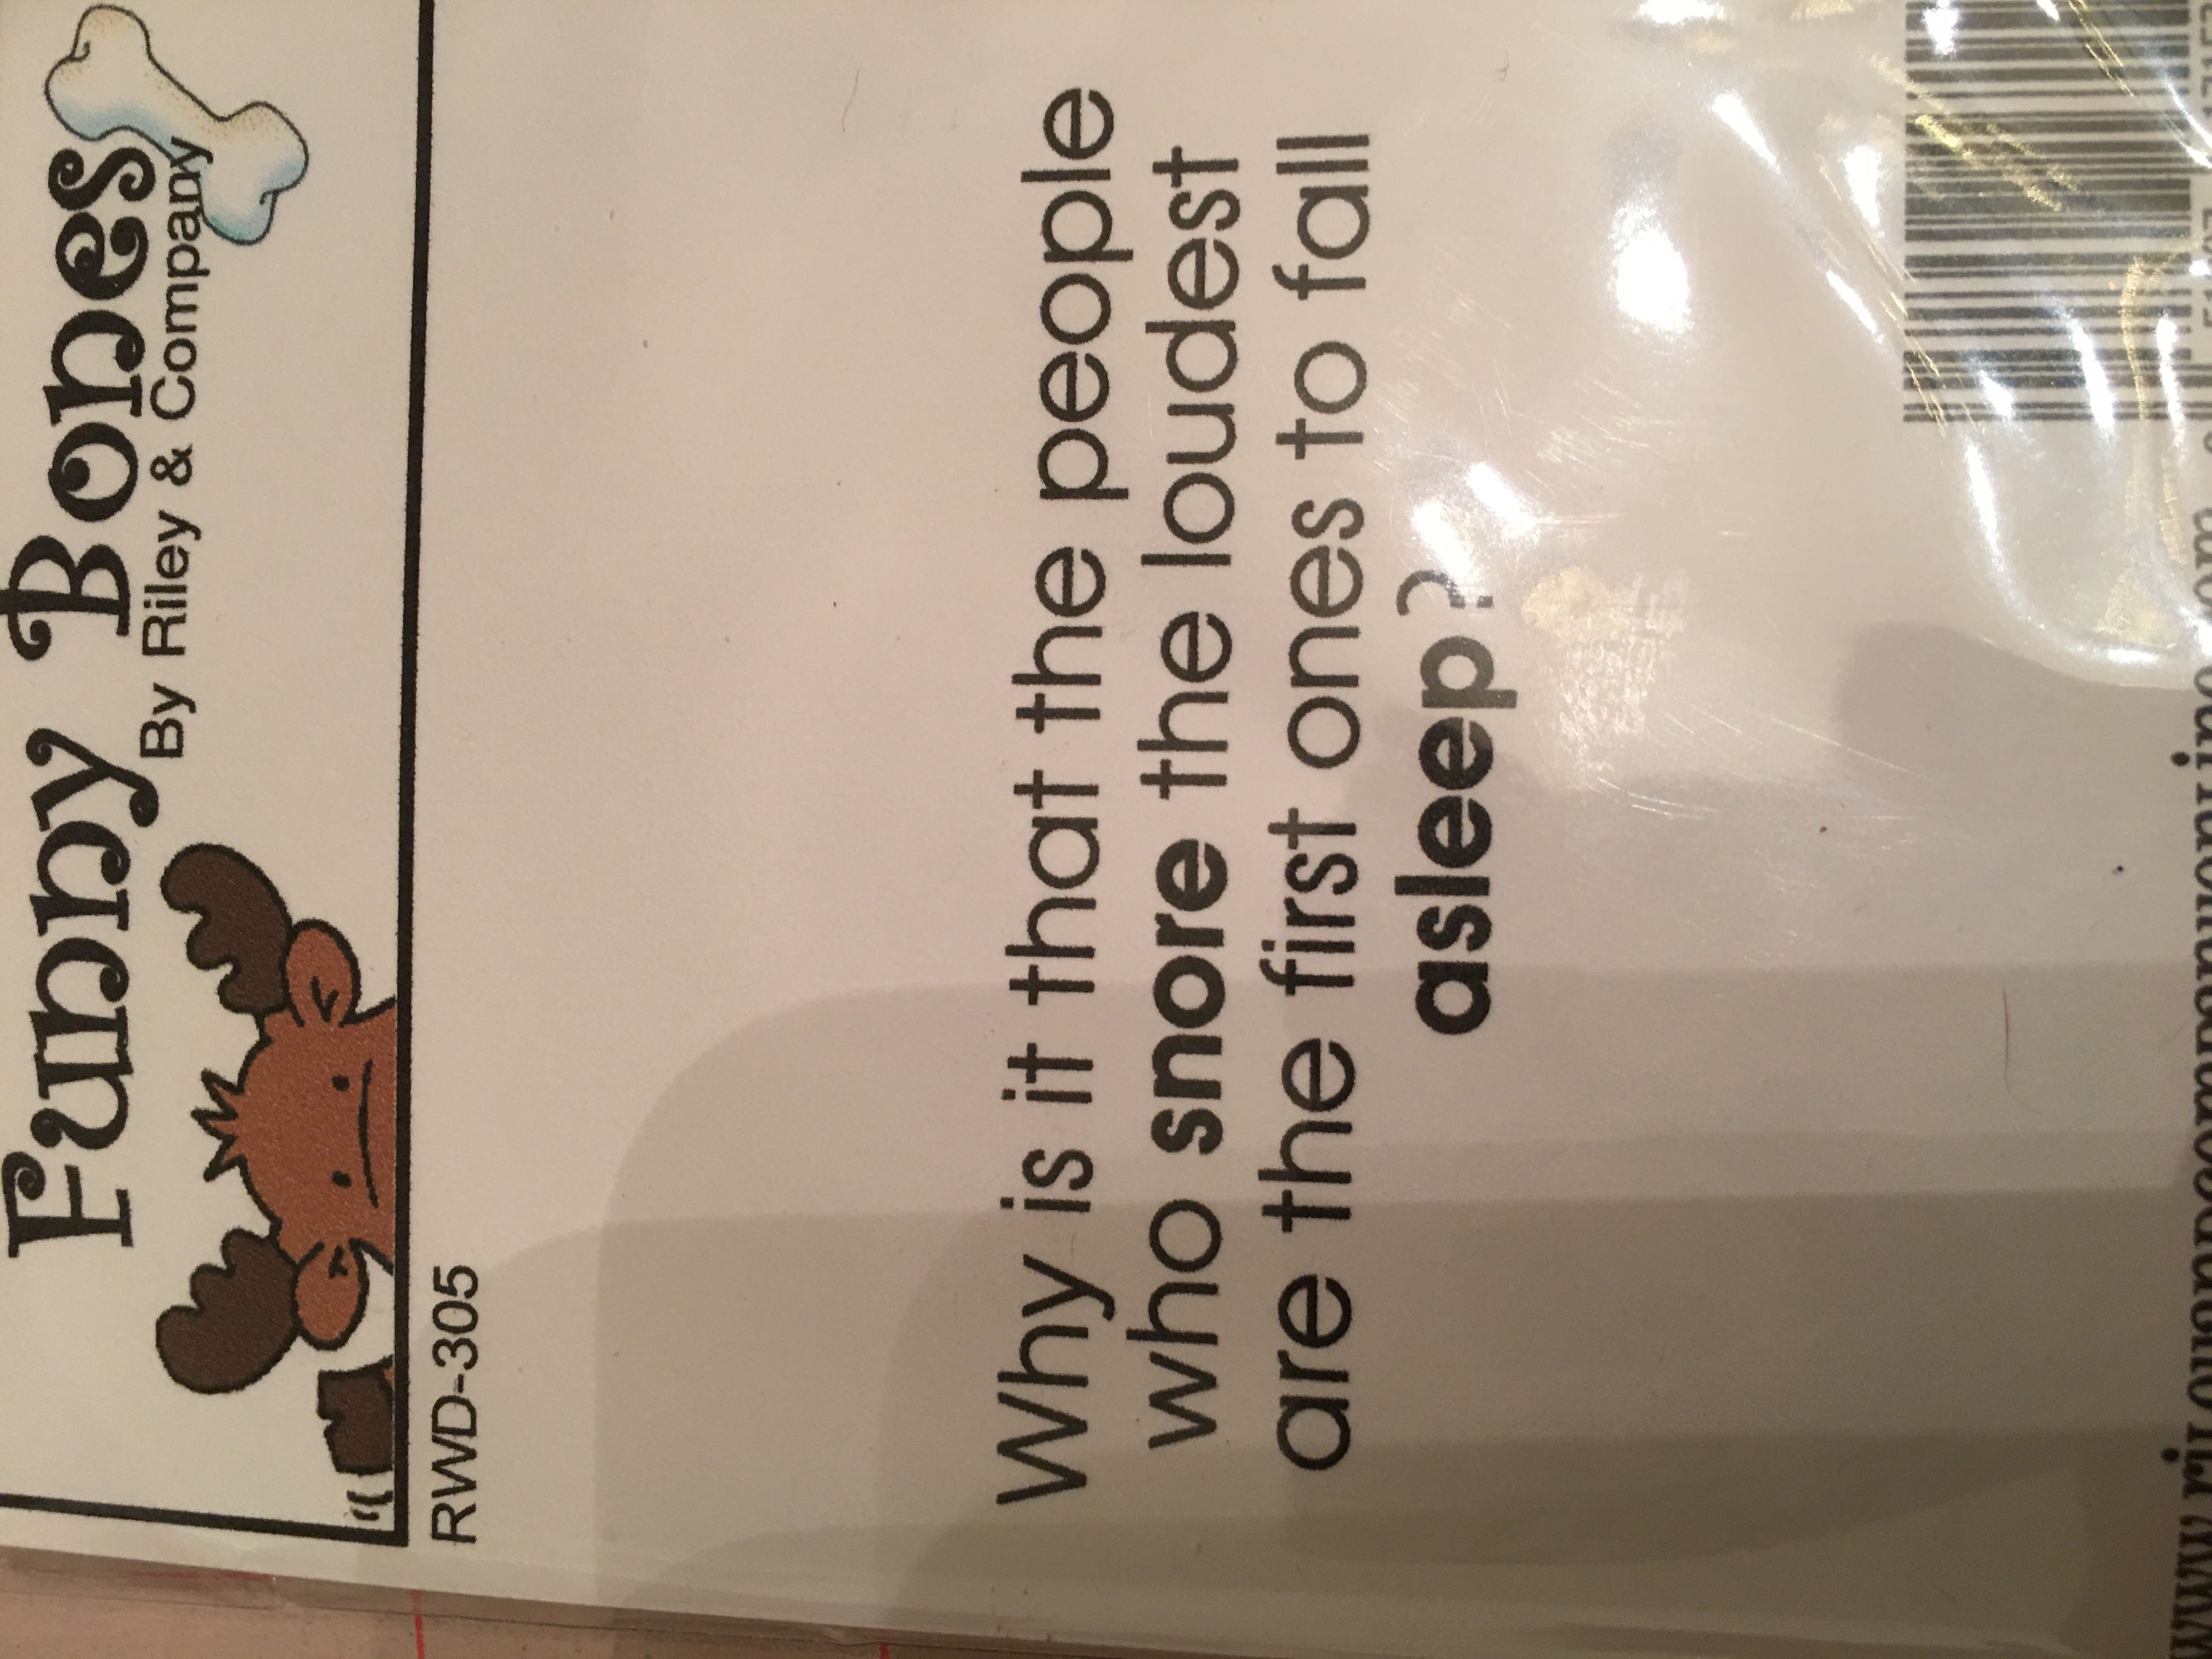 Funny Bones
By Riley & Company
RWD-305
Why is it that the people
who snore the loudest
are the first ones to fall
asleep?